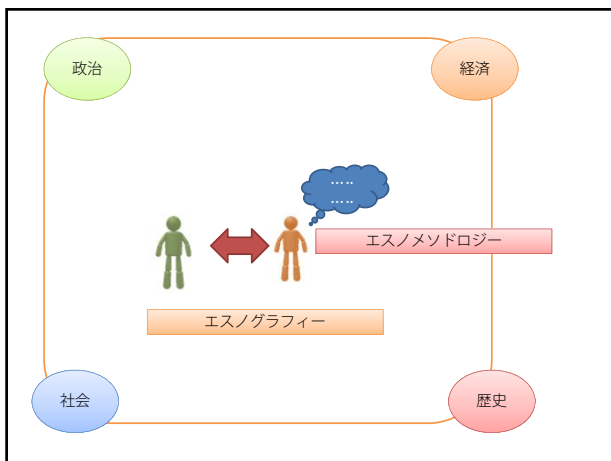 政治
経済
‥‥・
‥‥・
エスノメソドロジー
エスノグラフィー
社会
歴史